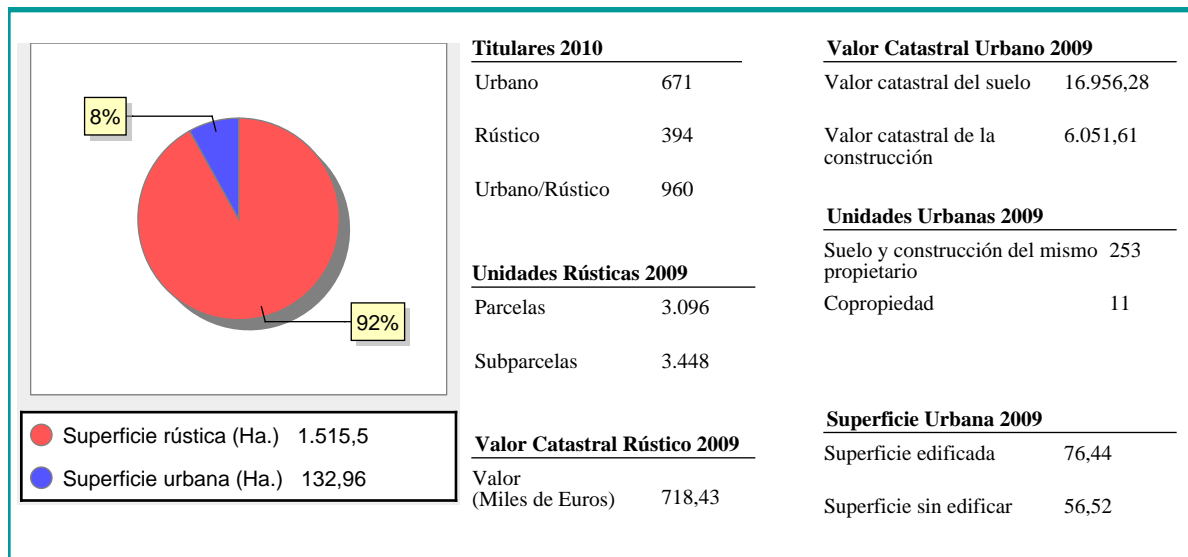 8%
92%
Superficie rústica (Ha.) 1.515,5
Superficie urbana (Ha.) 132,96
Titulares 2010
Urbano 671
Rústico 394
Urbano/Rústico 960
Unidades Rústicas 2009
Parcelas 3.096
Subparcelas 3.448
Valor Catastral Rústico 2009
Valor
(Miles de Euros) 718,43
Valor Catastral Urbano 2009
Valor catastral del suelo 16.956,28
Valor catastral de la 6.051,61
construcción
Unidades Urbanas 2009
Suelo y construcción del mismo 253
propietario
Copropiedad 11
Superficie Urbana 2009
Superficie edificada 76,44
Superficie sin edificar 56,52